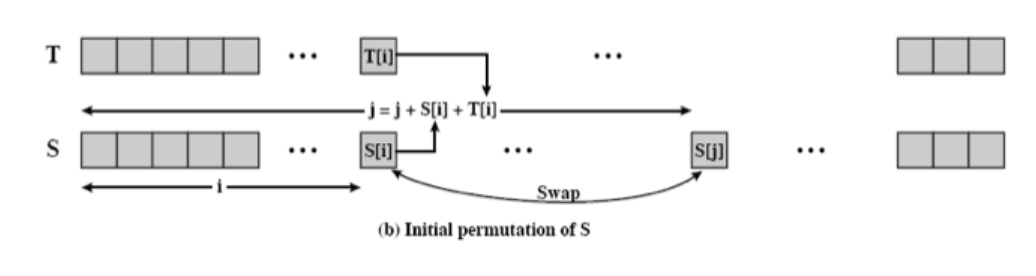 T ... T[i] ...
j = j + S[i] + T[i]
S ... S[i] ... S[j] ...
i
Swap
(b) Initial permutation of S